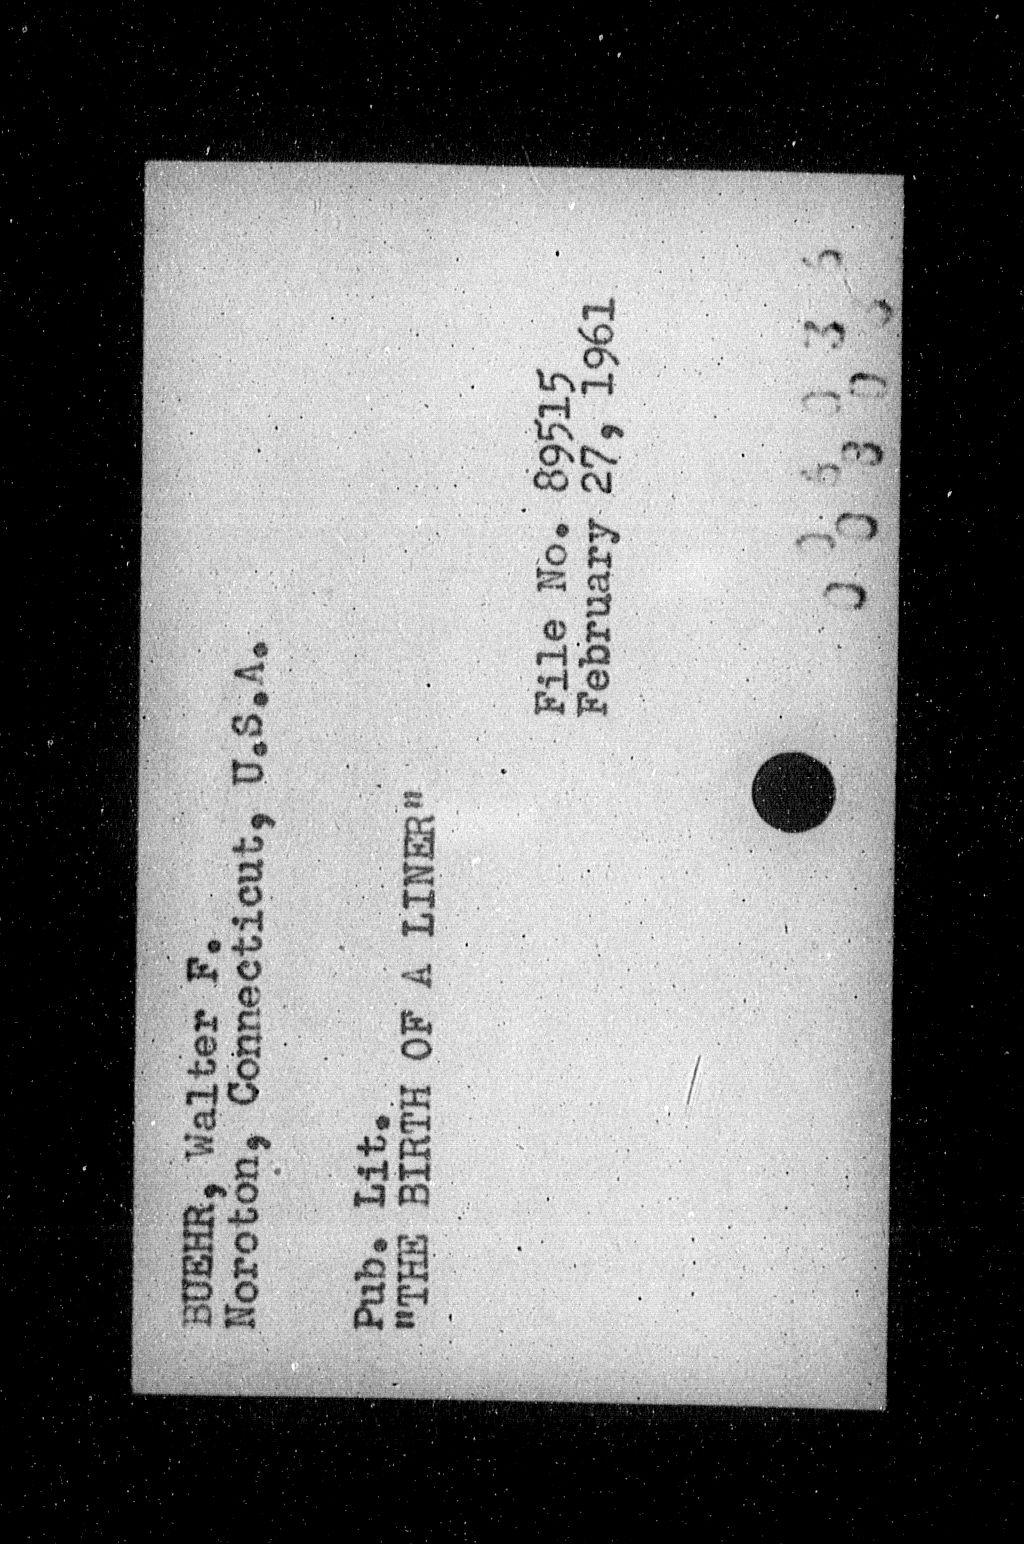 BUEHR, Walter F.
Noroton, Connecticut, U.S.A.
Pub. Lit.
"THE BIRTH OF A LINER"
File No. 89515
February 27, 1961